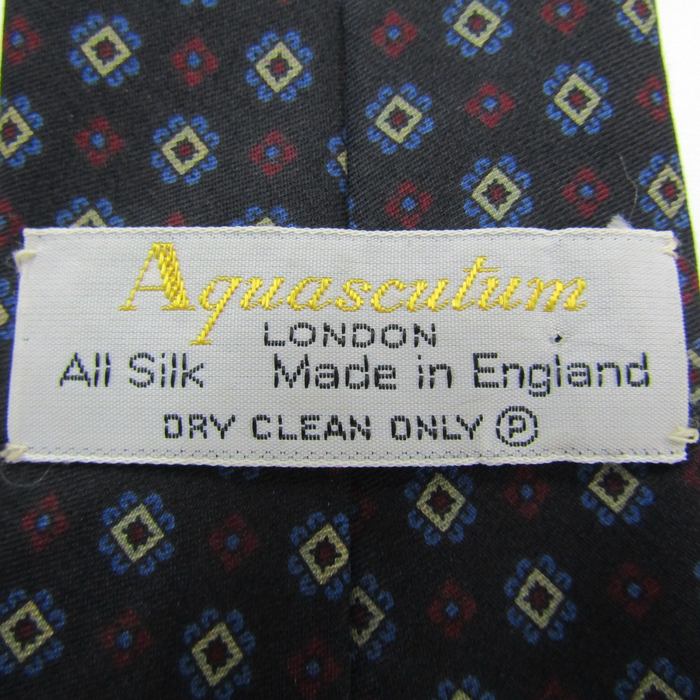 Aquascutum
LONDON
All Silk Made in England
DRY CLEAN ONLY Ⓟ